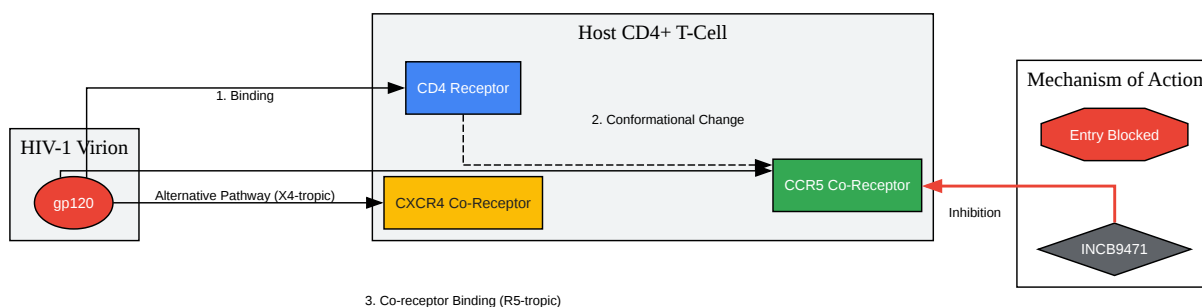 Host CD4+ T-Cell
CD4 Receptor
1. Binding
2. Conformational Change
HIV-1 Virion
gp120
Alternative Pathway (X4-tropic)
CXCR4 Co-Receptor
CCR5 Co-Receptor
Mechanism of Action
Entry Blocked
Inhibition
INCB9471
3. Co-receptor Binding (R5-tropic)